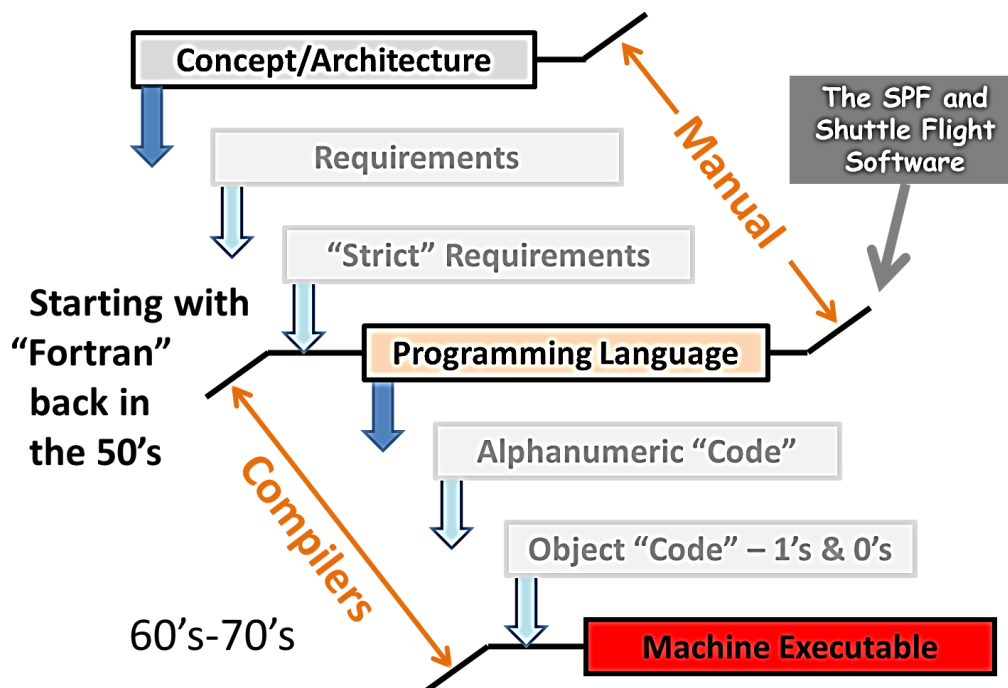 Concept/Architecture
Manual
The SPF and
Shuttle Flight
Software
Requirements
“Strict” Requirements
Starting with
“Fortran”
back in
the 50’s
Programming Language
Compilers
Alphanumeric “Code”
Object “Code” – 1’s & 0’s
60’s-70’s
Machine Executable